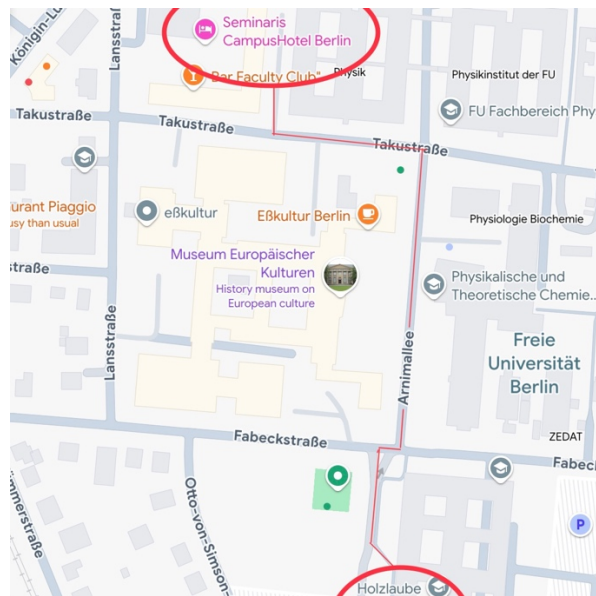 Seminaris
CampusHotel Berlin
Königin-Lu
Lansstraße
Bar Faculty Club"
Physik
Physikinstitut der FU
FU Fachbereich Phy
Takustraße
Takustraße
Takustraße
urant Piaggio
usy than usual
eßkultur
Eßkultur Berlin
Physiologie Biochemie
Museum Europäischer
Kulturen
History museum on
European culture
straße
Physikalische und
Theoretische Chemie...
Lansstraße
Arnimallee
Freie
Universität
Berlin
Fabeckstraße
ZEDAT
Fabec
Otto-von-Simson-
mmerstraße
P
Holzlaube